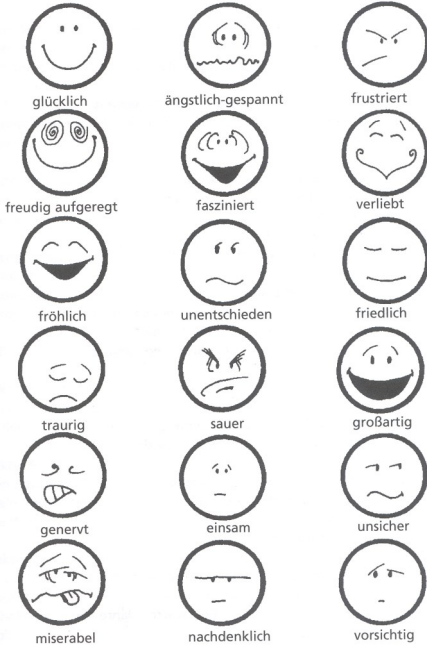 glücklich ängstlich-gespannt frustriert
freudig aufgeregt fasziniert verliebt
fröhlich unentschieden friedlich
traurig sauer großartig
genervt einsam unsicher
miserabel nachdenklich vorsichtig